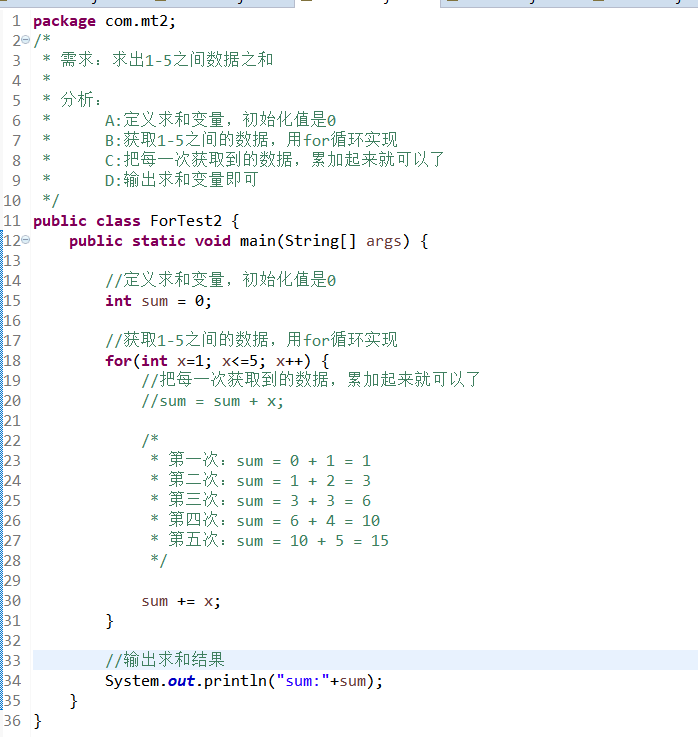 1 package com.mt2;
2 /*
3  * 需求：求出1-5之间数据之和
4  *
5  * 分析：
6  *      A:定义求和变量，初始化值是0
7  *      B:获取1-5之间的数据，用for循环实现
8  *      C:把每一次获取到的数据，累加起来就可以了
9  *      D:输出求和变量即可
10  */
11 public class ForTest2 {
12     public static void main(String[] args) {
13
14         //定义求和变量，初始化值是0
15         int sum = 0;
16
17         //获取1-5之间的数据，用for循环实现
18         for(int x=1; x<=5; x++) {
19             //把每一次获取到的数据，累加起来就可以了
20             //sum = sum + x;
21
22             /*
23              * 第一次：sum = 0 + 1 = 1
24              * 第二次：sum = 1 + 2 = 3
25              * 第三次：sum = 3 + 3 = 6
26              * 第四次：sum = 6 + 4 = 10
27              * 第五次：sum = 10 + 5 = 15
28              */
29
30             sum += x;
31         }
32
33         //输出求和结果
34         System.out.println("sum:"+sum);
35     }
36 }